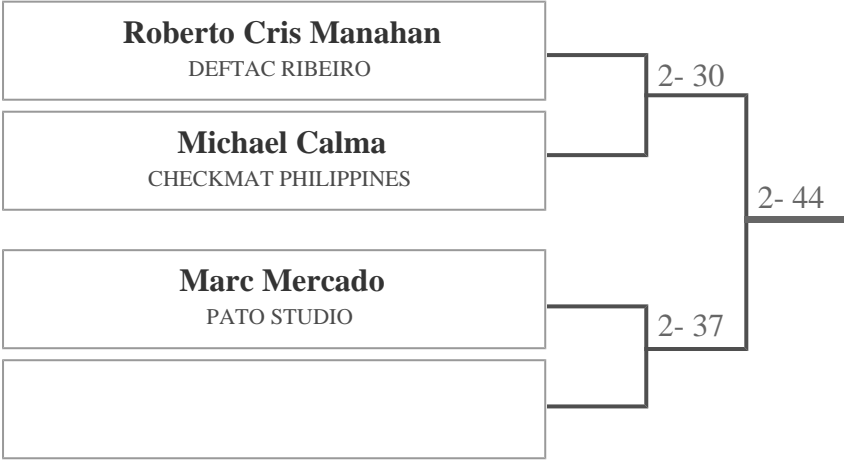 Roberto Cris Manahan
DEFTAC RIBEIRO
2- 30
Michael Calma
CHECKMAT PHILIPPINES
2- 44
Marc Mercado
PATO STUDIO
2- 37